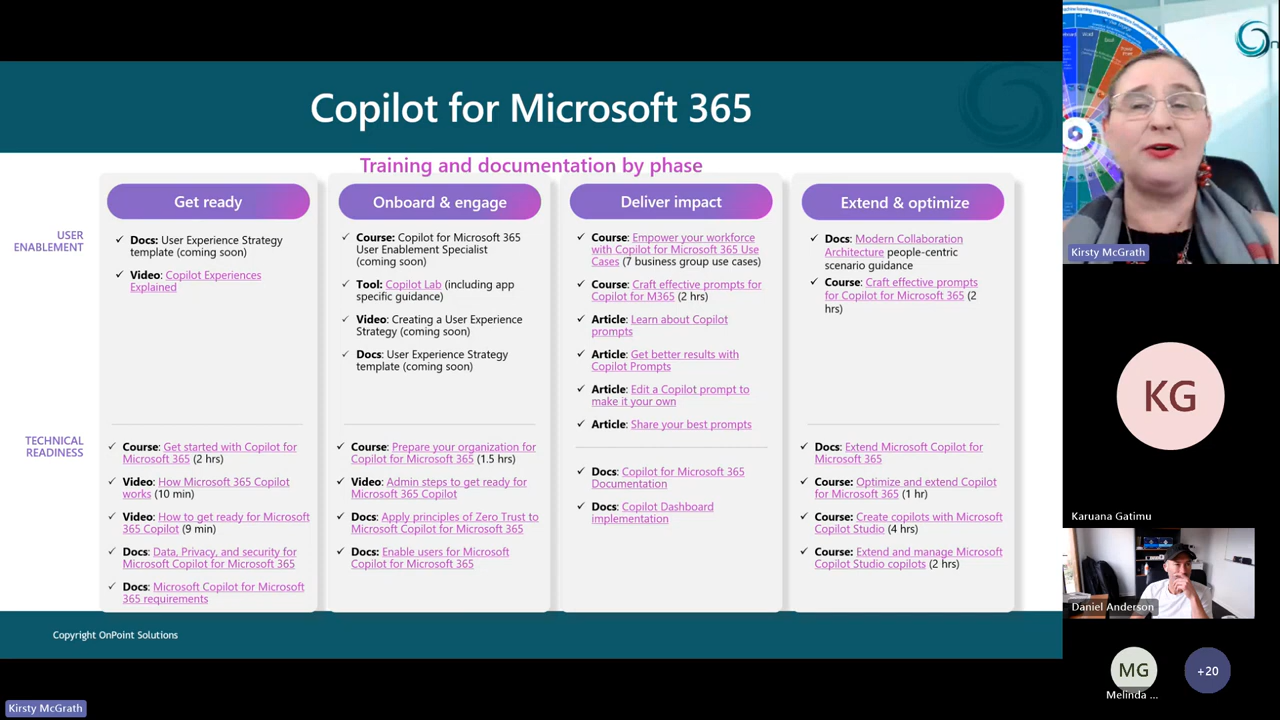 Copilot for Microsoft 365
Training and documentation by phase
USER
ENABLEMENT
Get ready
✓ Docs: User Experience Strategy
template (coming soon)
✓ Video: Copilot Experiences
Explained
Onboard & engage
✓ Course: Copilot for Microsoft 365
User Enablement Specialist
(coming soon)
✓ Tool: Copilot Lab (including app
specific guidance)
✓ Video: Creating a User Experience
Strategy (coming soon)
✓ Docs: User Experience Strategy
template (coming soon)
Deliver impact
✓ Course: Empower your workforce
with Copilot for Microsoft 365 Use
Cases (7 business group use cases)
✓ Course: Craft effective prompts for
Copilot for M365 (2 hrs)
✓ Article: Learn about Copilot
prompts
✓ Article: Get better results with
Copilot Prompts
✓ Article: Edit a Copilot prompt to
make it your own
✓ Article: Share your best prompts
Extend & optimize
✓ Docs: Modern Collaboration
Architecture people-centric
scenario guidance
✓ Course: Craft effective prompts
for Copilot for Microsoft 365 (2
hrs)
TECHNICAL
READINESS
✓ Course: Get started with Copilot for
Microsoft 365 (2 hrs)
✓ Video: How Microsoft 365 Copilot
works (10 min)
✓ Video: How to get ready for Microsoft
365 Copilot (9 min)
✓ Docs: Data, Privacy, and security for
Microsoft Copilot for Microsoft 365
✓ Docs: Microsoft Copilot for Microsoft
365 requirements
✓ Course: Prepare your organization for
Copilot for Microsoft 365 (1.5 hrs)
✓ Video: Admin steps to get ready for
Microsoft 365 Copilot
✓ Docs: Apply principles of Zero Trust to
Microsoft Copilot for Microsoft 365
✓ Docs: Enable users for Microsoft
Copilot for Microsoft 365
✓ Docs: Copilot for Microsoft 365
Documentation
✓ Docs: Copilot Dashboard
implementation
✓ Docs: Extend Microsoft Copilot for
Microsoft 365
✓ Course: Optimize and extend Copilot
for Microsoft 365 (1 hr)
✓ Course: Create copilots with Microsoft
Copilot Studio (4 hrs)
✓ Course: Extend and manage Microsoft
Copilot Studio copilots (2 hrs)
Copyright OnPoint Solutions
Kirsty McGrath
Kirsty McGrath
KG
Karuana Gatimu
Daniel Anderson
MG
Melinda ...
+20